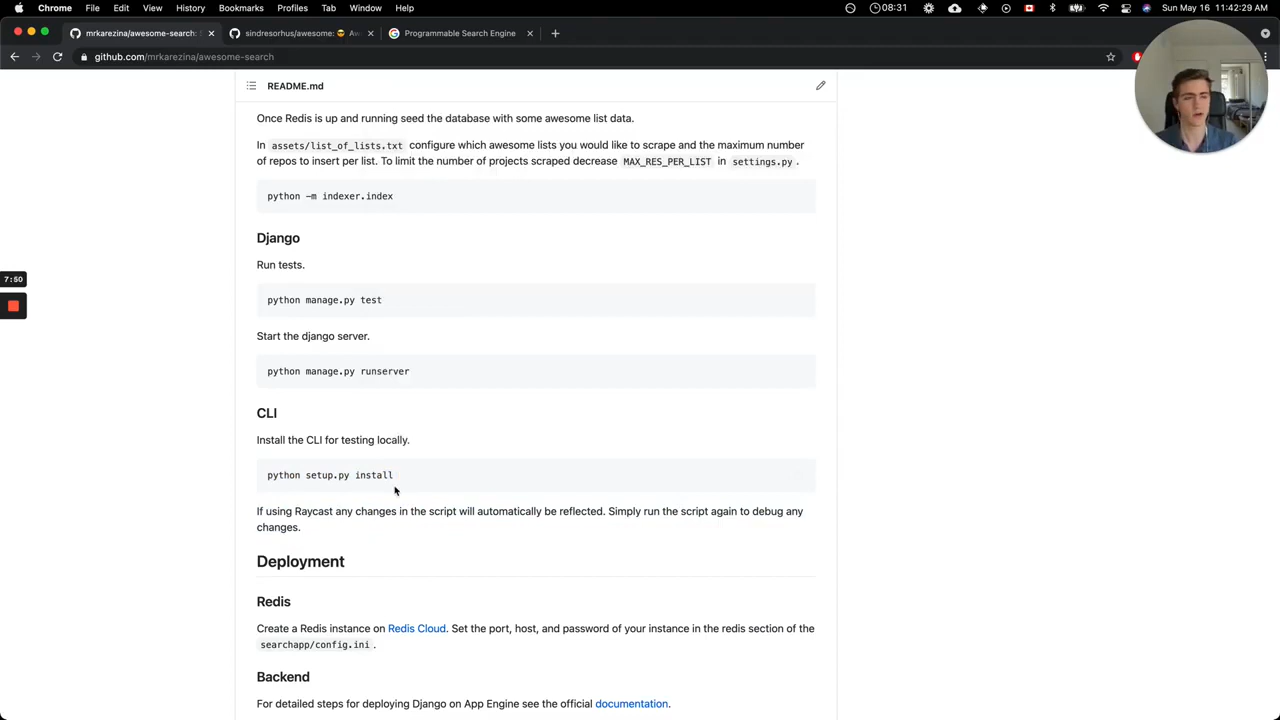 Chrome File Edit View History Bookmarks Profiles Tab Window Help 08:31 Sun May 16 11:42:29 AM
mrkarezina/awesome-search: sindresorhus/awesome: 😎 Awe Programmable Search Engine
github.com/mrkarezina/awesome-search
README.md
Once Redis is up and running seed the database with some awesome list data.
In assets/list_of_lists.txt configure which awesome lists you would like to scrape and the maximum number
of repos to insert per list. To limit the number of projects scraped decrease MAX_RES_PER_LIST in settings.py.
python -m indexer.index
Django
7:50
Run tests.
python manage.py test
Start the django server.
python manage.py runserver
CLI
Install the CLI for testing locally.
python setup.py install
If using Raycast any changes in the script will automatically be reflected. Simply run the script again to debug any
changes.
Deployment
Redis
Create a Redis instance on Redis Cloud. Set the port, host, and password of your instance in the redis section of the
searchapp/config.ini.
Backend
For detailed steps for deploying Django on App Engine see the official documentation.